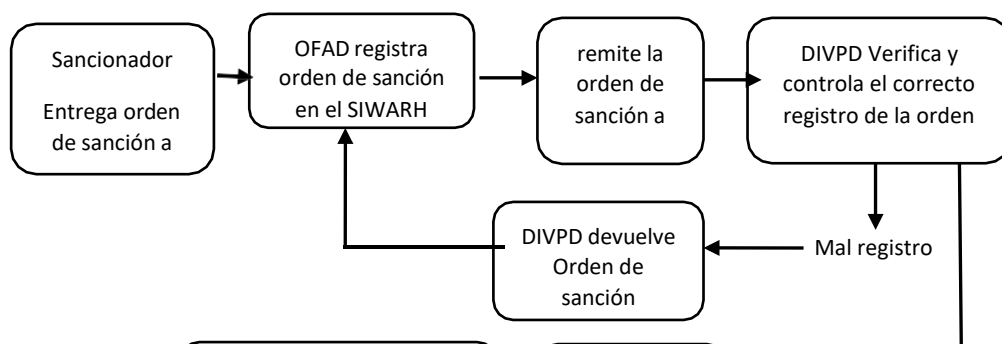 Sancionador
Entrega orden
de sanción a
OFAD registra
orden de sanción
en el SIWARH
remite la
orden de
sanción a
DIVPD Verifica y
controla el correcto
registro de la orden
Mal registro
DIVPD devuelve
Orden de
sanción